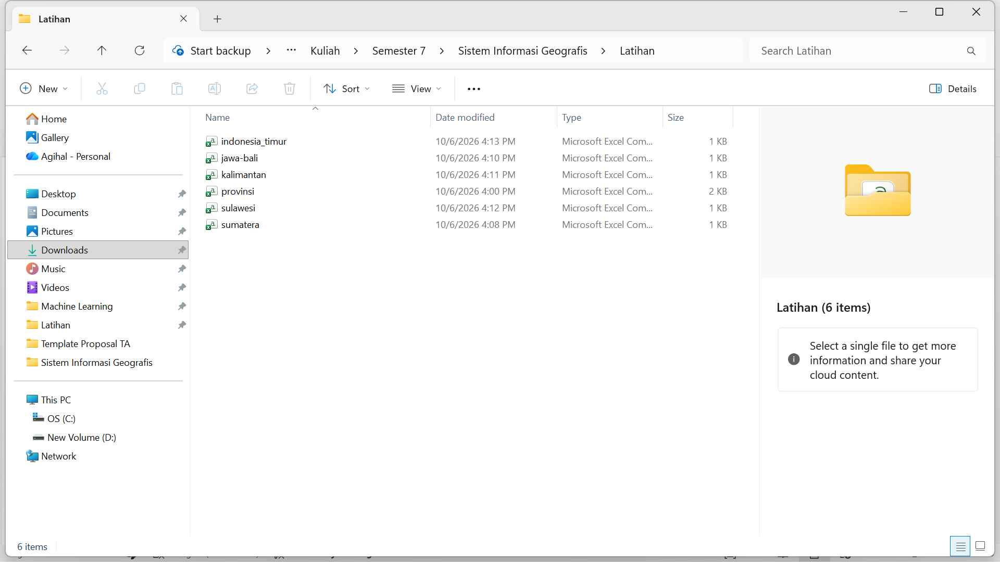 Latihan
Start backup > ... Kuliah > Semester 7 > Sistem Informasi Geografis > Latihan
Search Latihan
New
Sort
View
Details
Home
Gallery
Agihal - Personal
Desktop
Documents
Pictures
Downloads
Music
Videos
Machine Learning
Latihan
Template Proposal TA
Sistem Informasi Geografis
This PC
OS (C:)
New Volume (D:)
Network
Name Date modified Type Size
indonesia_timur 10/6/2026 4:13 PM Microsoft Excel Com... 1 KB
jawa-bali 10/6/2026 4:10 PM Microsoft Excel Com... 1 KB
kalimantan 10/6/2026 4:11 PM Microsoft Excel Com... 1 KB
provinsi 10/6/2026 4:00 PM Microsoft Excel Com... 2 KB
sulawesi 10/6/2026 4:12 PM Microsoft Excel Com... 1 KB
sumatera 10/6/2026 4:08 PM Microsoft Excel Com... 1 KB
Latihan (6 items)
Select a single file to get more
information and share your
cloud content.
6 items